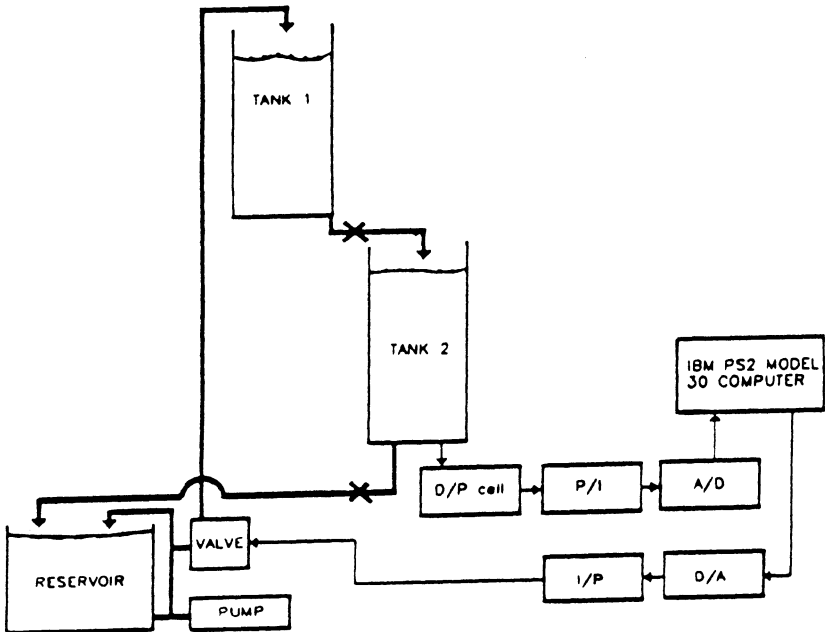 TANK 1
TANK 2
IBM PS2 MODEL
30 COMPUTER
D/P cell
P/I
A/D
VALVE
I/P
D/A
RESERVOIR
PUMP